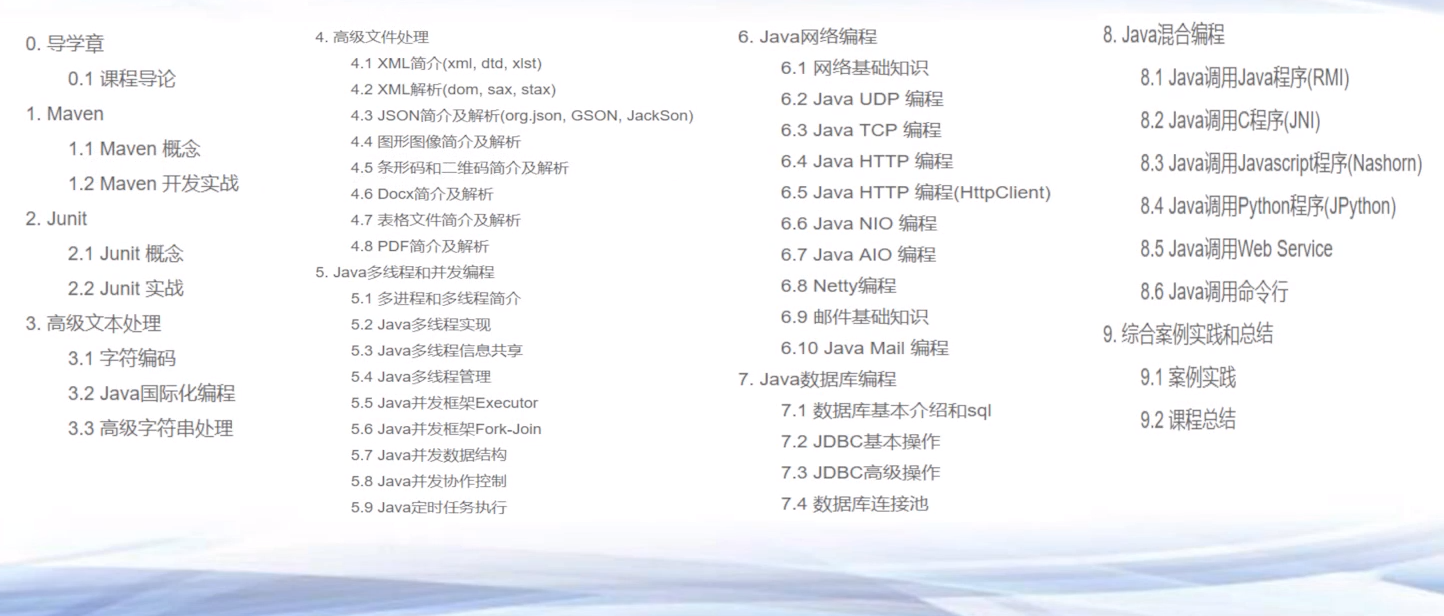 0. 导学章
0.1 课程导论
1. Maven
1.1 Maven 概念
1.2 Maven 开发实战
2. Junit
2.1 Junit 概念
2.2 Junit 实战
3. 高级文本处理
3.1 字符编码
3.2 Java国际化编程
3.3 高级字符串处理
4. 高级文件处理
4.1 XML简介(xml, dtd, xlst)
4.2 XML解析(dom, sax, stax)
4.3 JSON简介及解析(org.json, GSON, JackSon)
4.4 图形图像简介及解析
4.5 条形码和二维码简介及解析
4.6 Docx简介及解析
4.7 表格文件简介及解析
4.8 PDF简介及解析
5. Java多线程和并发编程
5.1 多进程和多线程简介
5.2 Java多线程实现
5.3 Java多线程信息共享
5.4 Java多线程管理
5.5 Java并发框架Executor
5.6 Java并发框架Fork-Join
5.7 Java并发数据结构
5.8 Java并发协作控制
5.9 Java定时任务执行
6. Java网络编程
6.1 网络基础知识
6.2 Java UDP 编程
6.3 Java TCP 编程
6.4 Java HTTP 编程
6.5 Java HTTP 编程(HttpClient)
6.6 Java NIO 编程
6.7 Java AIO 编程
6.8 Netty编程
6.9 邮件基础知识
6.10 Java Mail 编程
7. Java数据库编程
7.1 数据库基本介绍和sql
7.2 JDBC基本操作
7.3 JDBC高级操作
7.4 数据库连接池
8. Java混合编程
8.1 Java调用Java程序(RMI)
8.2 Java调用C程序(JNI)
8.3 Java调用Javascript程序(Nashorn)
8.4 Java调用Python程序(JPython)
8.5 Java调用Web Service
8.6 Java调用命令行
9. 综合案例实践和总结
9.1 案例实践
9.2 课程总结